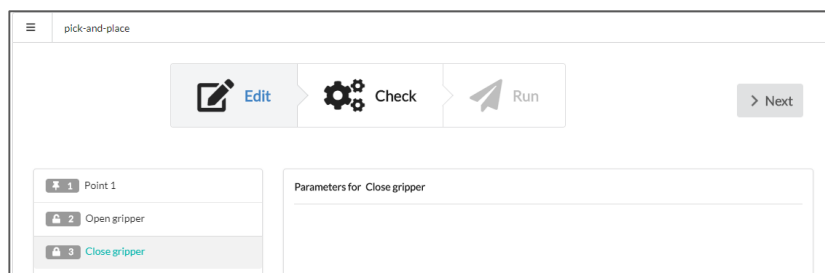 pick-and-place
Edit
Check
Run
Next
1 Point 1
2 Open gripper
3 Close gripper
Parameters for Close gripper